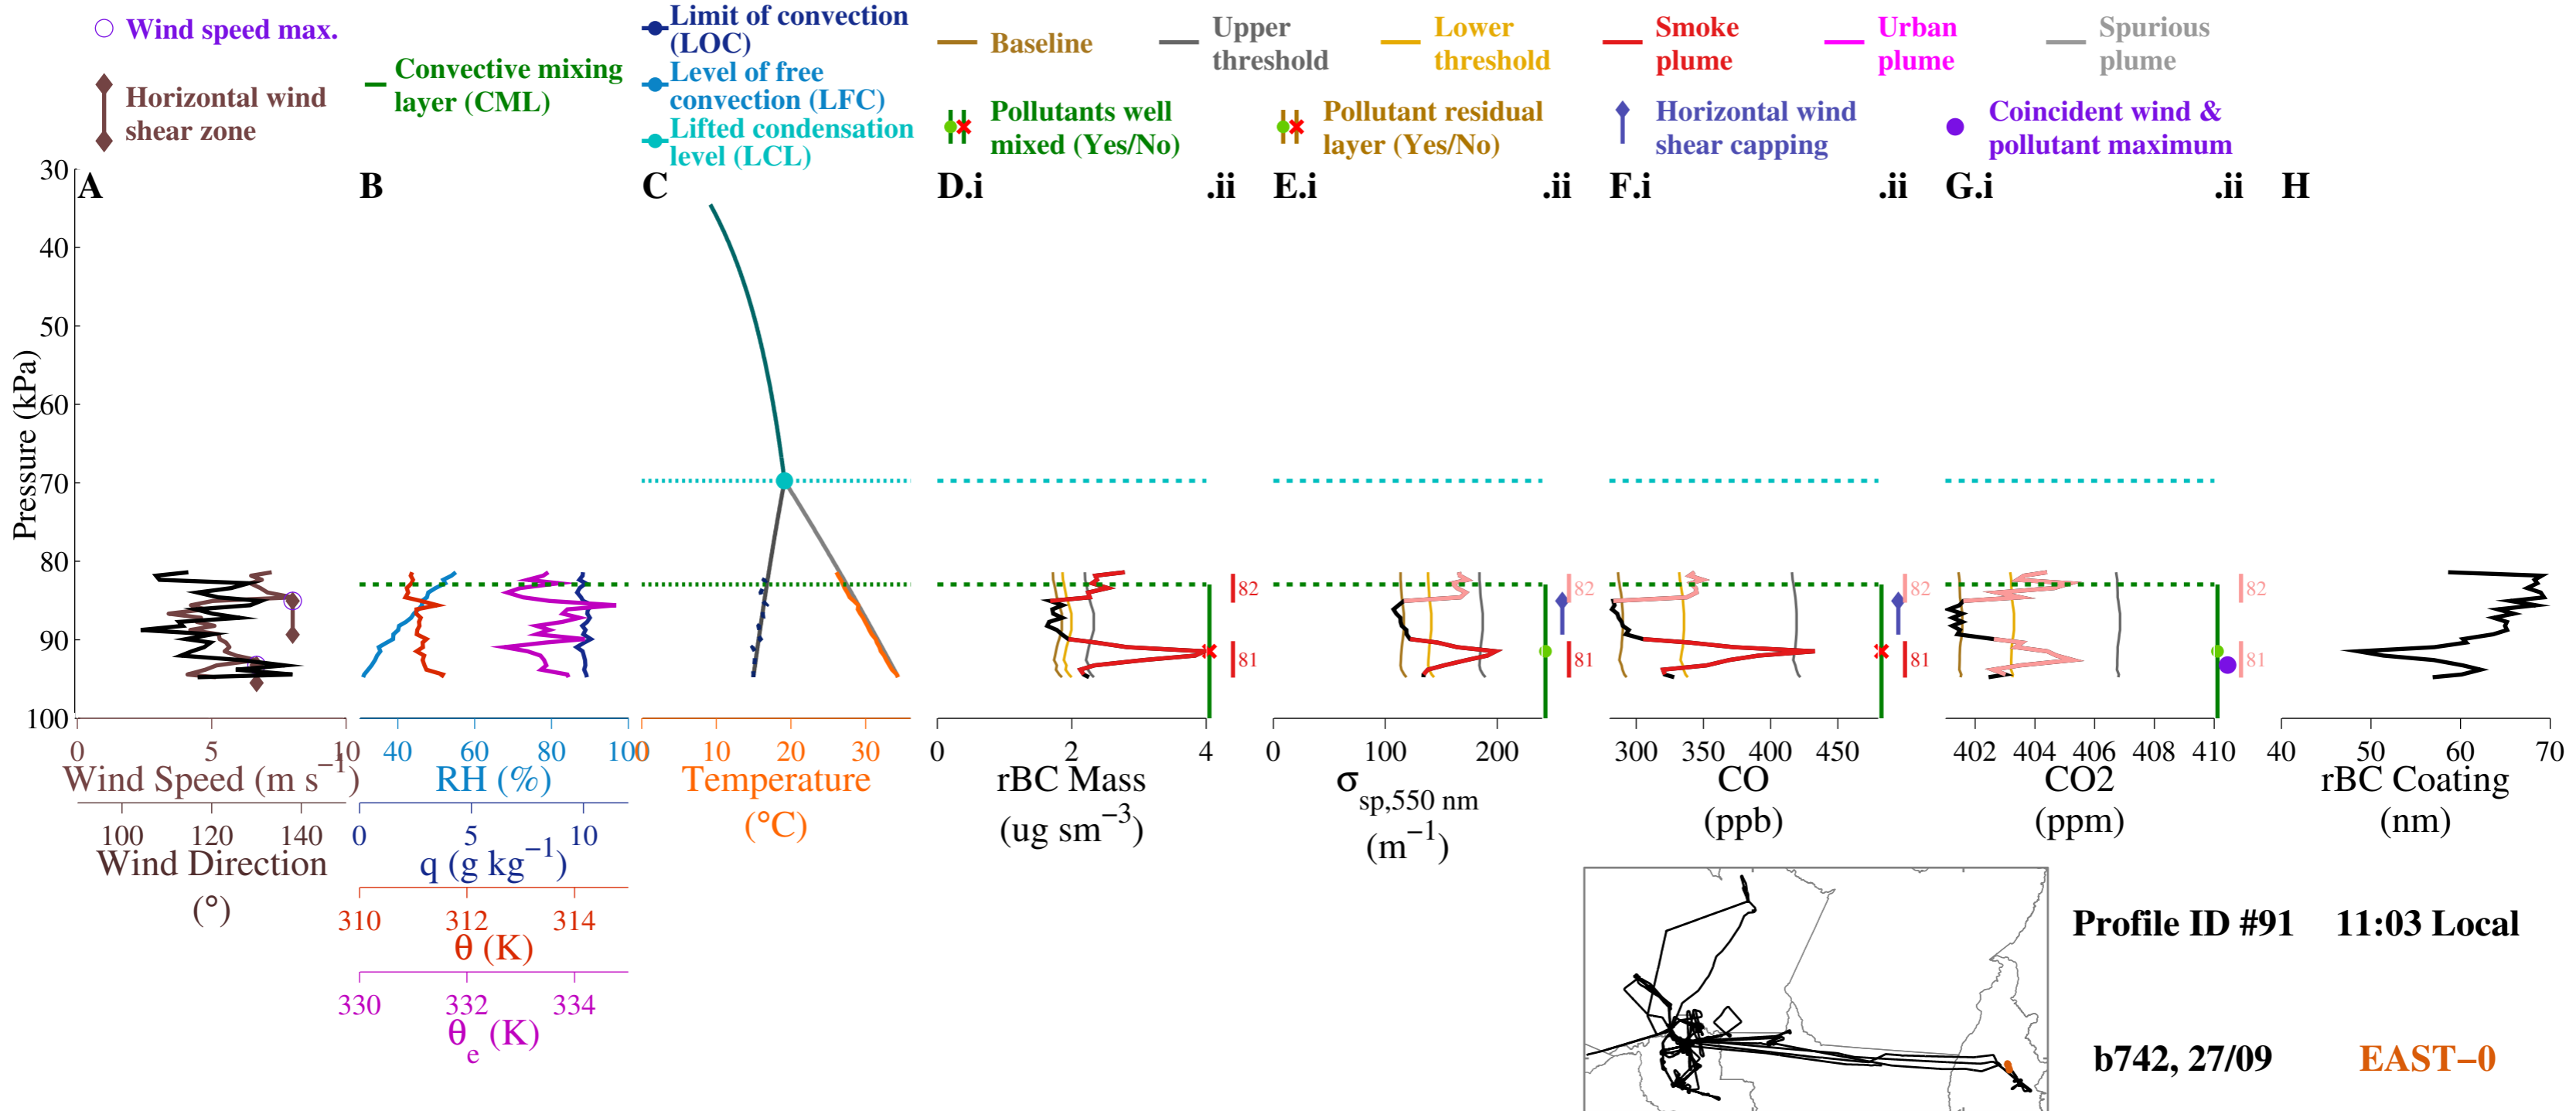 Wind speed max.
Horizontal wind
shear zone
Convective mixing
layer (CML)
Limit of convection
(LOC)
Level of free
convection (LFC)
Lifted condensation
level (LCL)
Baseline
Upper
threshold
Lower
threshold
Smoke
plume
Urban
plume
Spurious
plume
Pollutants well
mixed (Yes/No)
Pollutant residual
layer (Yes/No)
Horizontal wind
shear capping
Coincident wind &
pollutant maximum
A B C D.i .ii E.i .ii F.i .ii G.i .ii H
Pressure (kPa)
30
40
50
60
70
80
90
100
82 82 82 82
81 81 81 81
0 5 10
Wind Speed (m s⁻¹)
100 120 140
Wind Direction
(°)
40 60 80 100
RH (%)
0 5 10
q (g kg⁻¹)
310 312 314
θ (K)
330 332 334
θe (K)
0 10 20 30
Temperature
(°C)
0 2 4
rBC Mass
(ug sm⁻³)
0 100 200
σsp,550 nm
(m⁻¹)
300 350 400 450
CO
(ppb)
402 404 406 408 410
CO2
(ppm)
40 50 60 70
rBC Coating
(nm)
Profile ID #91 11:03 Local
b742, 27/09 EAST−0